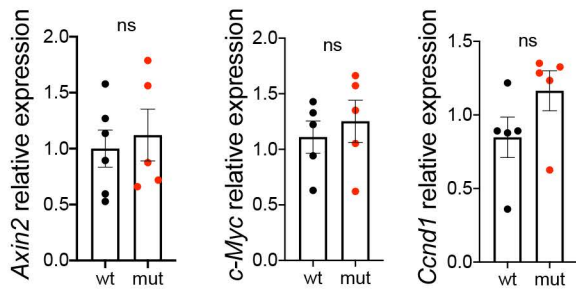 Axin2 relative expression
ns
2.0
1.5
1.0
0.5
0.0
wt mut
c-Myc relative expression
ns
2.0
1.5
1.0
0.5
0.0
wt mut
Ccnd1 relative expression
ns
1.5
1.0
0.5
0.0
wt mut